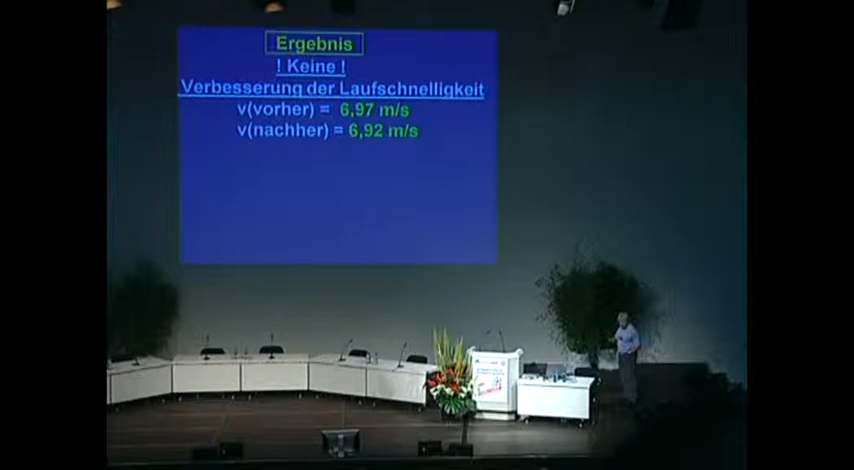 Ergebnis
! Keine !
Verbesserung der Laufschnelligkeit
v(vorher) = 6,97 m/s
v(nachher) = 6,92 m/s